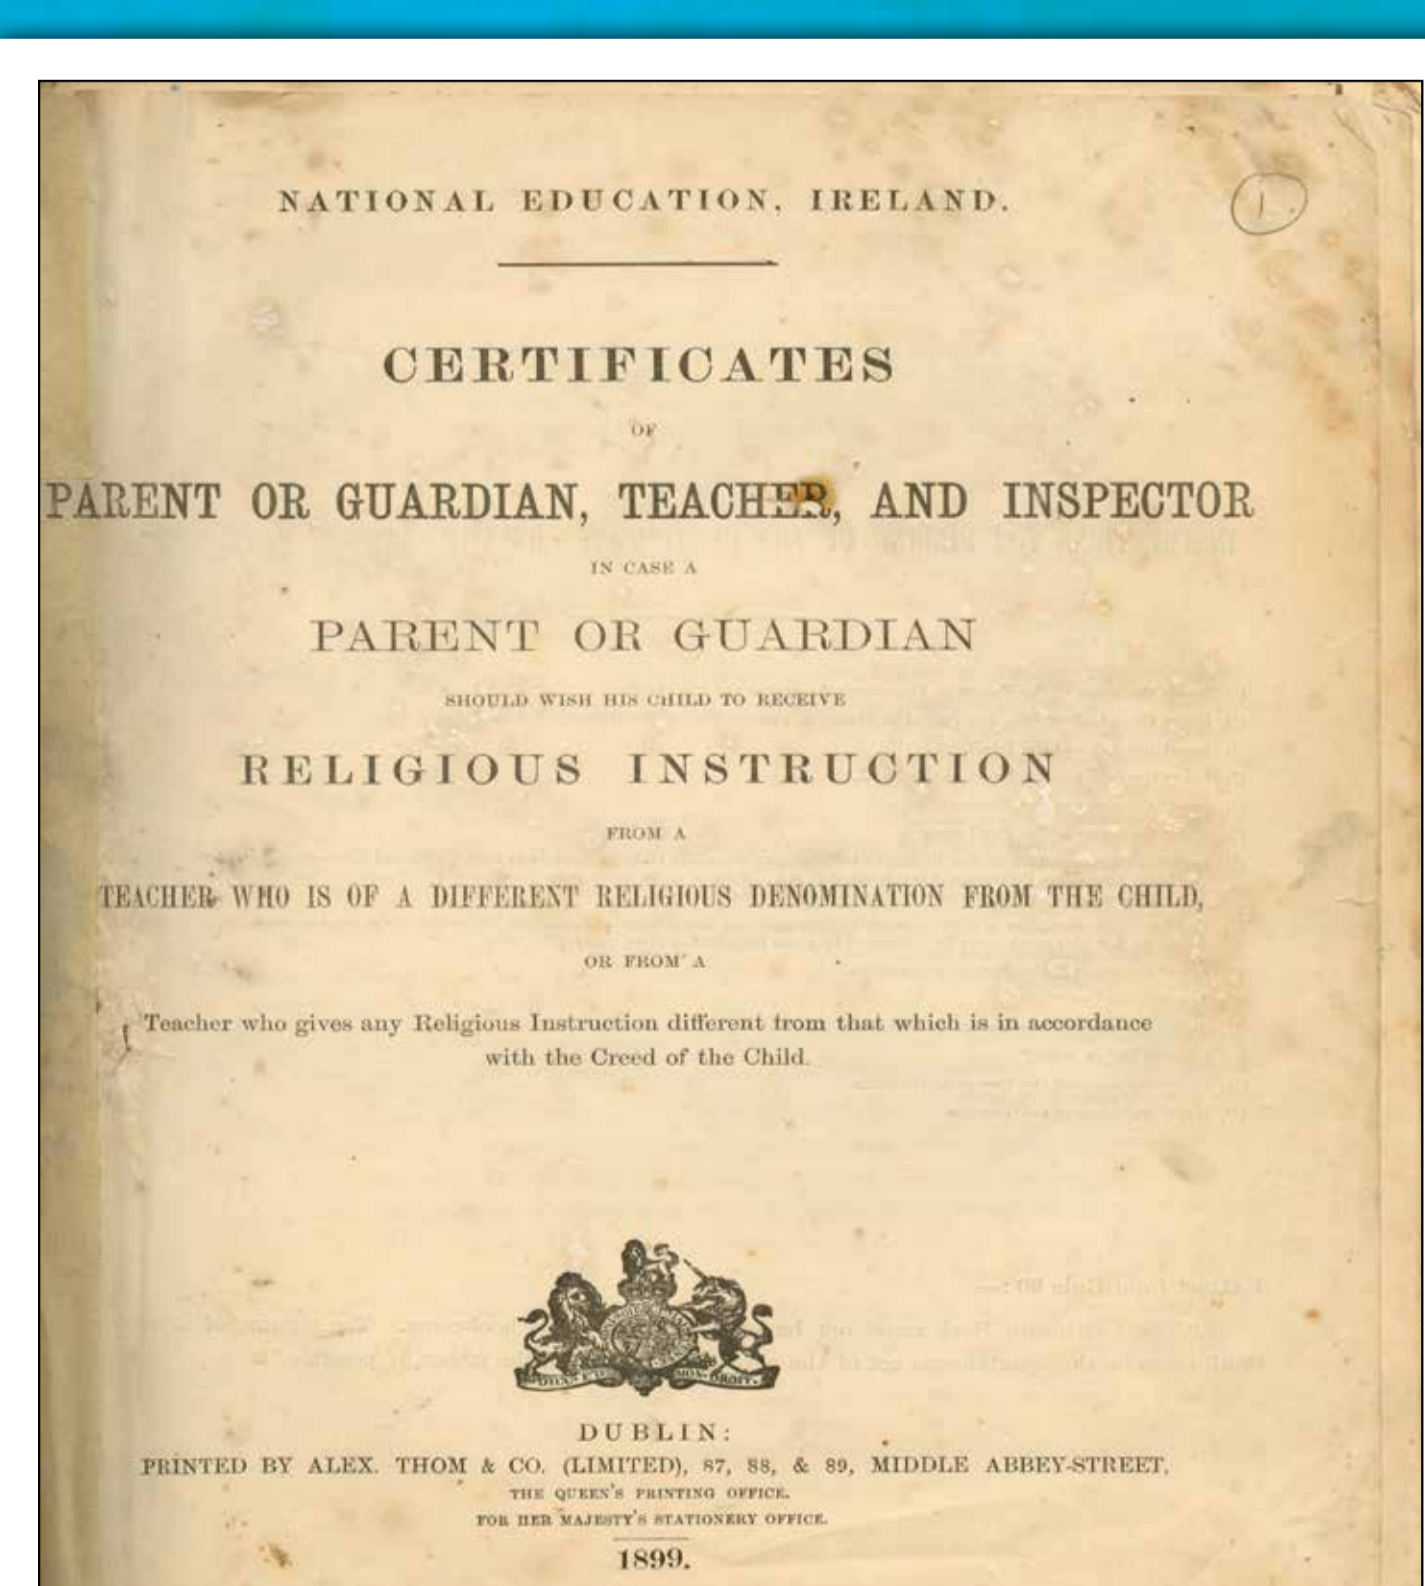 NATIONAL EDUCATION, IRELAND.
1.
CERTIFICATES
OF
PARENT OR GUARDIAN, TEACHER, AND INSPECTOR
IN CASE A
PARENT OR GUARDIAN
SHOULD WISH HIS CHILD TO RECEIVE
RELIGIOUS INSTRUCTION
FROM A
TEACHER WHO IS OF A DIFFERENT RELIGIOUS DENOMINATION FROM THE CHILD,
OR FROM A
Teacher who gives any Religious Instruction different from that which is in accordance
with the Creed of the Child.
DIEU ET MON DROIT.
DUBLIN:
PRINTED BY ALEX. THOM & CO. (LIMITED), 87, 88, & 89, MIDDLE ABBEY-STREET,
THE QUEEN'S PRINTING OFFICE.
FOR HER MAJESTY'S STATIONERY OFFICE.
1899.